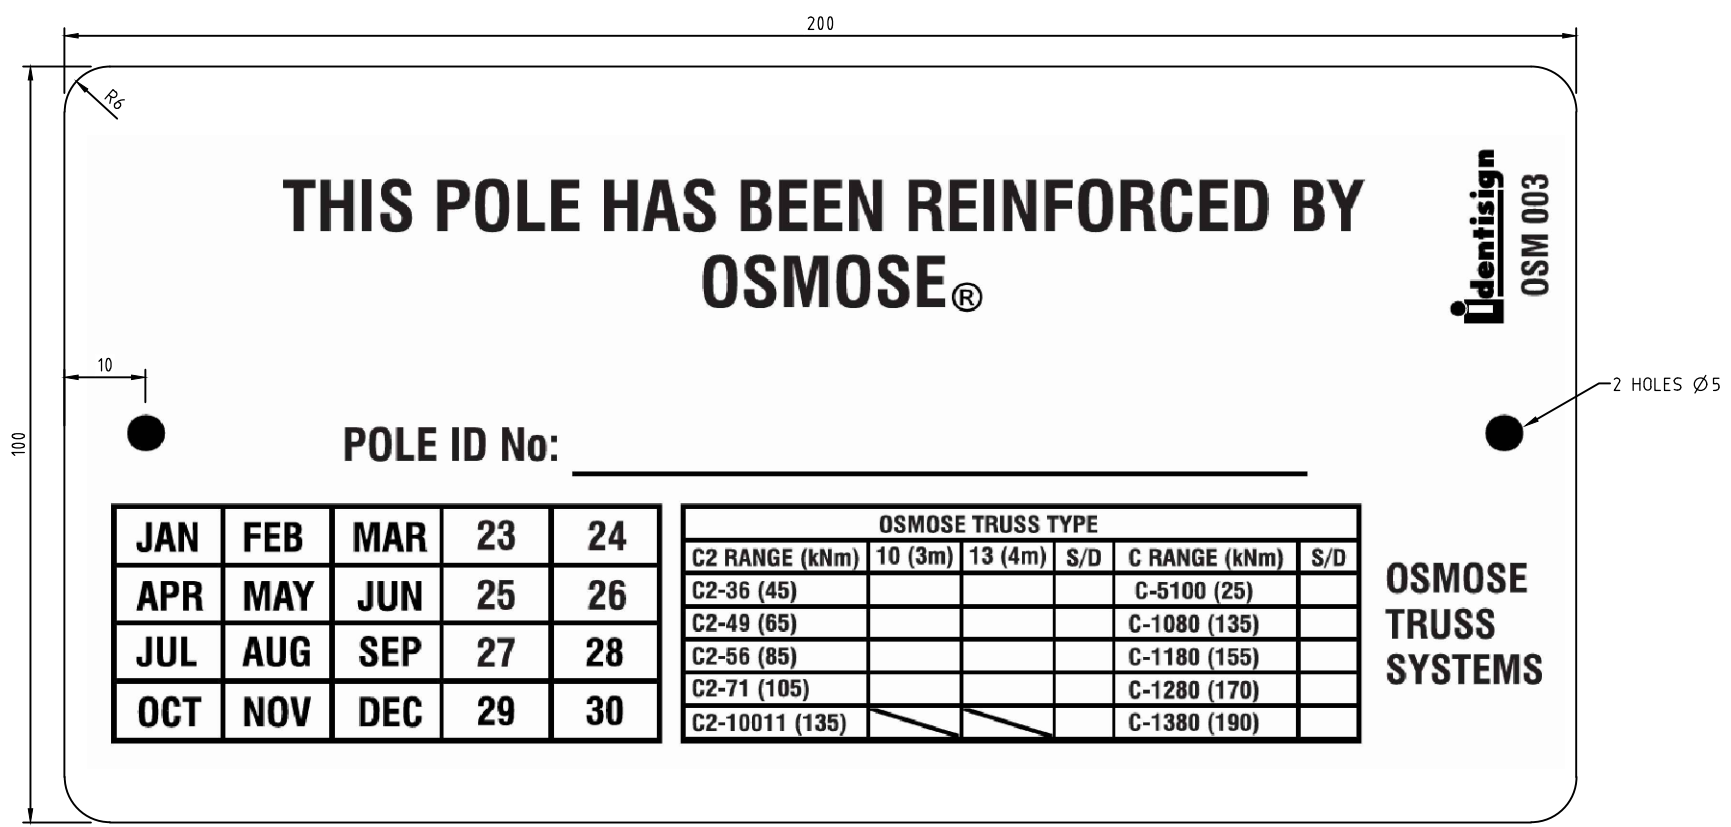 200
R6
THIS POLE HAS BEEN REINFORCED BY
OSMOSE®
identisign
OSM 003
10
2 HOLES Ø5
100
POLE ID No:
JAN FEB MAR 23 24
APR MAY JUN 25 26
JUL AUG SEP 27 28
OCT NOV DEC 29 30
OSMOSE TRUSS TYPE
C2 RANGE (kNm) 10 (3m) 13 (4m) S/D C RANGE (kNm) S/D
C2-36 (45) C-5100 (25)
C2-49 (65) C-1080 (135)
C2-56 (85) C-1180 (155)
C2-71 (105) C-1280 (170)
C2-10011 (135) C-1380 (190)
OSMOSE
TRUSS
SYSTEMS